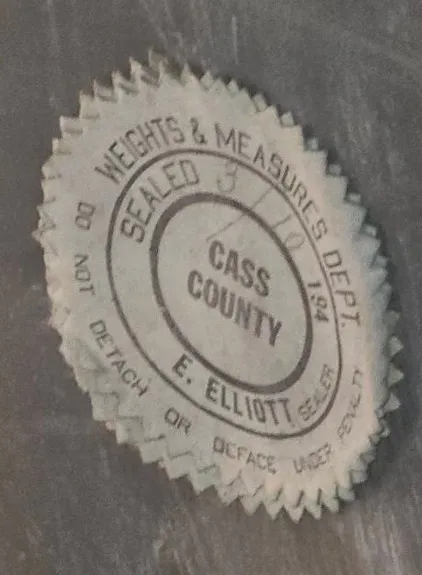 WEIGHTS & MEASURES DEPT.
SEALED 3/10 194
CASS
COUNTY
E. ELLIOTT, SEALER
DO NOT DETACH OR DEFACE UNDER PENALTY